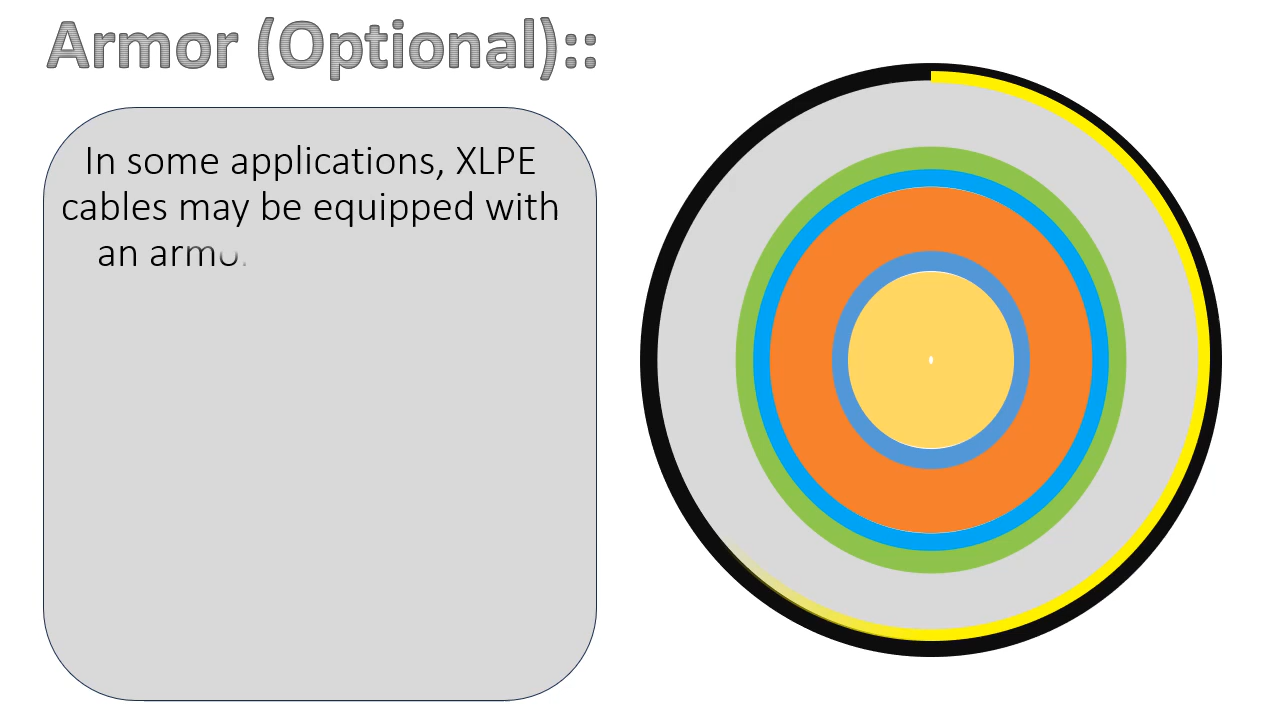 Armor (Optional)::
In some applications, XLPE
cables may be equipped with
an